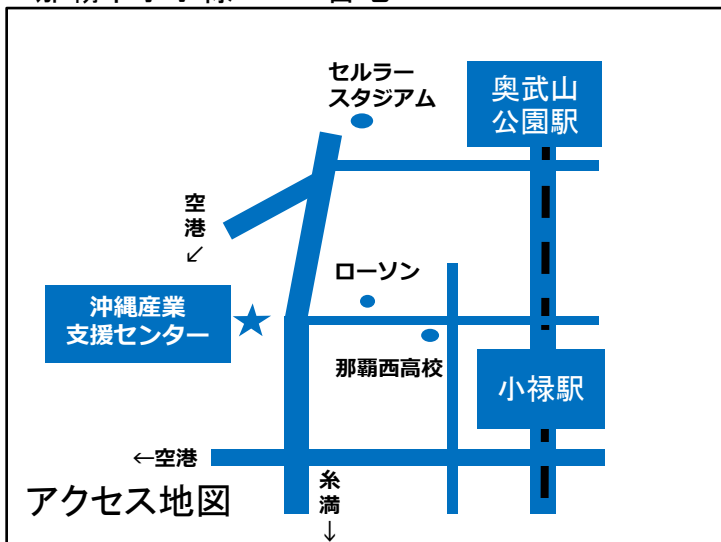 セルラー
スタジアム
奥武山
公園駅
空
港
↙
ローソン
沖縄産業
支援センター
那覇西高校
小禄駅
←空港
糸
満
↓
アクセス地図